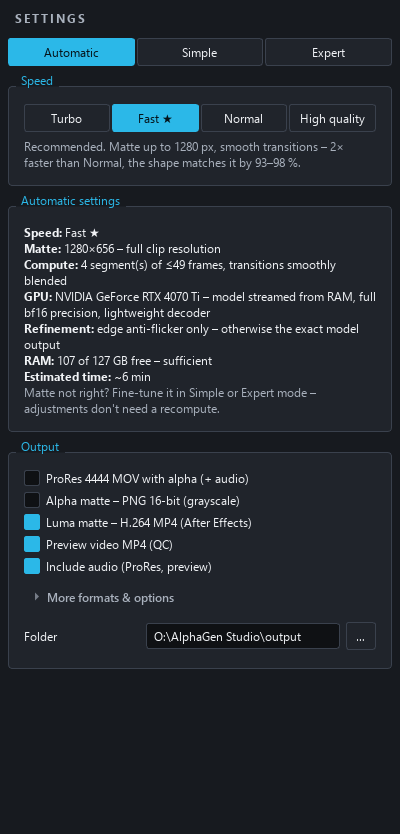 SETTINGS
Automatic
Simple
Expert
Speed
Turbo
Fast ★
Normal
High quality
Recommended. Matte up to 1280 px, smooth transitions – 2×
faster than Normal, the shape matches it by 93–98 %.
Automatic settings
Speed: Fast ★
Matte: 1280×656 – full clip resolution
Compute: 4 segment(s) of ≤49 frames, transitions smoothly
blended
GPU: NVIDIA GeForce RTX 4070 Ti – model streamed from RAM, full
bf16 precision, lightweight decoder
Refinement: edge anti-flicker only – otherwise the exact model
output
RAM: 107 of 127 GB free – sufficient
Estimated time: ~6 min
Matte not right? Fine-tune it in Simple or Expert mode –
adjustments don't need a recompute.
Output
ProRes 4444 MOV with alpha (+ audio)
Alpha matte – PNG 16-bit (grayscale)
Luma matte – H.264 MP4 (After Effects)
Preview video MP4 (QC)
Include audio (ProRes, preview)
More formats & options
Folder
O:\AlphaGen Studio\output
...